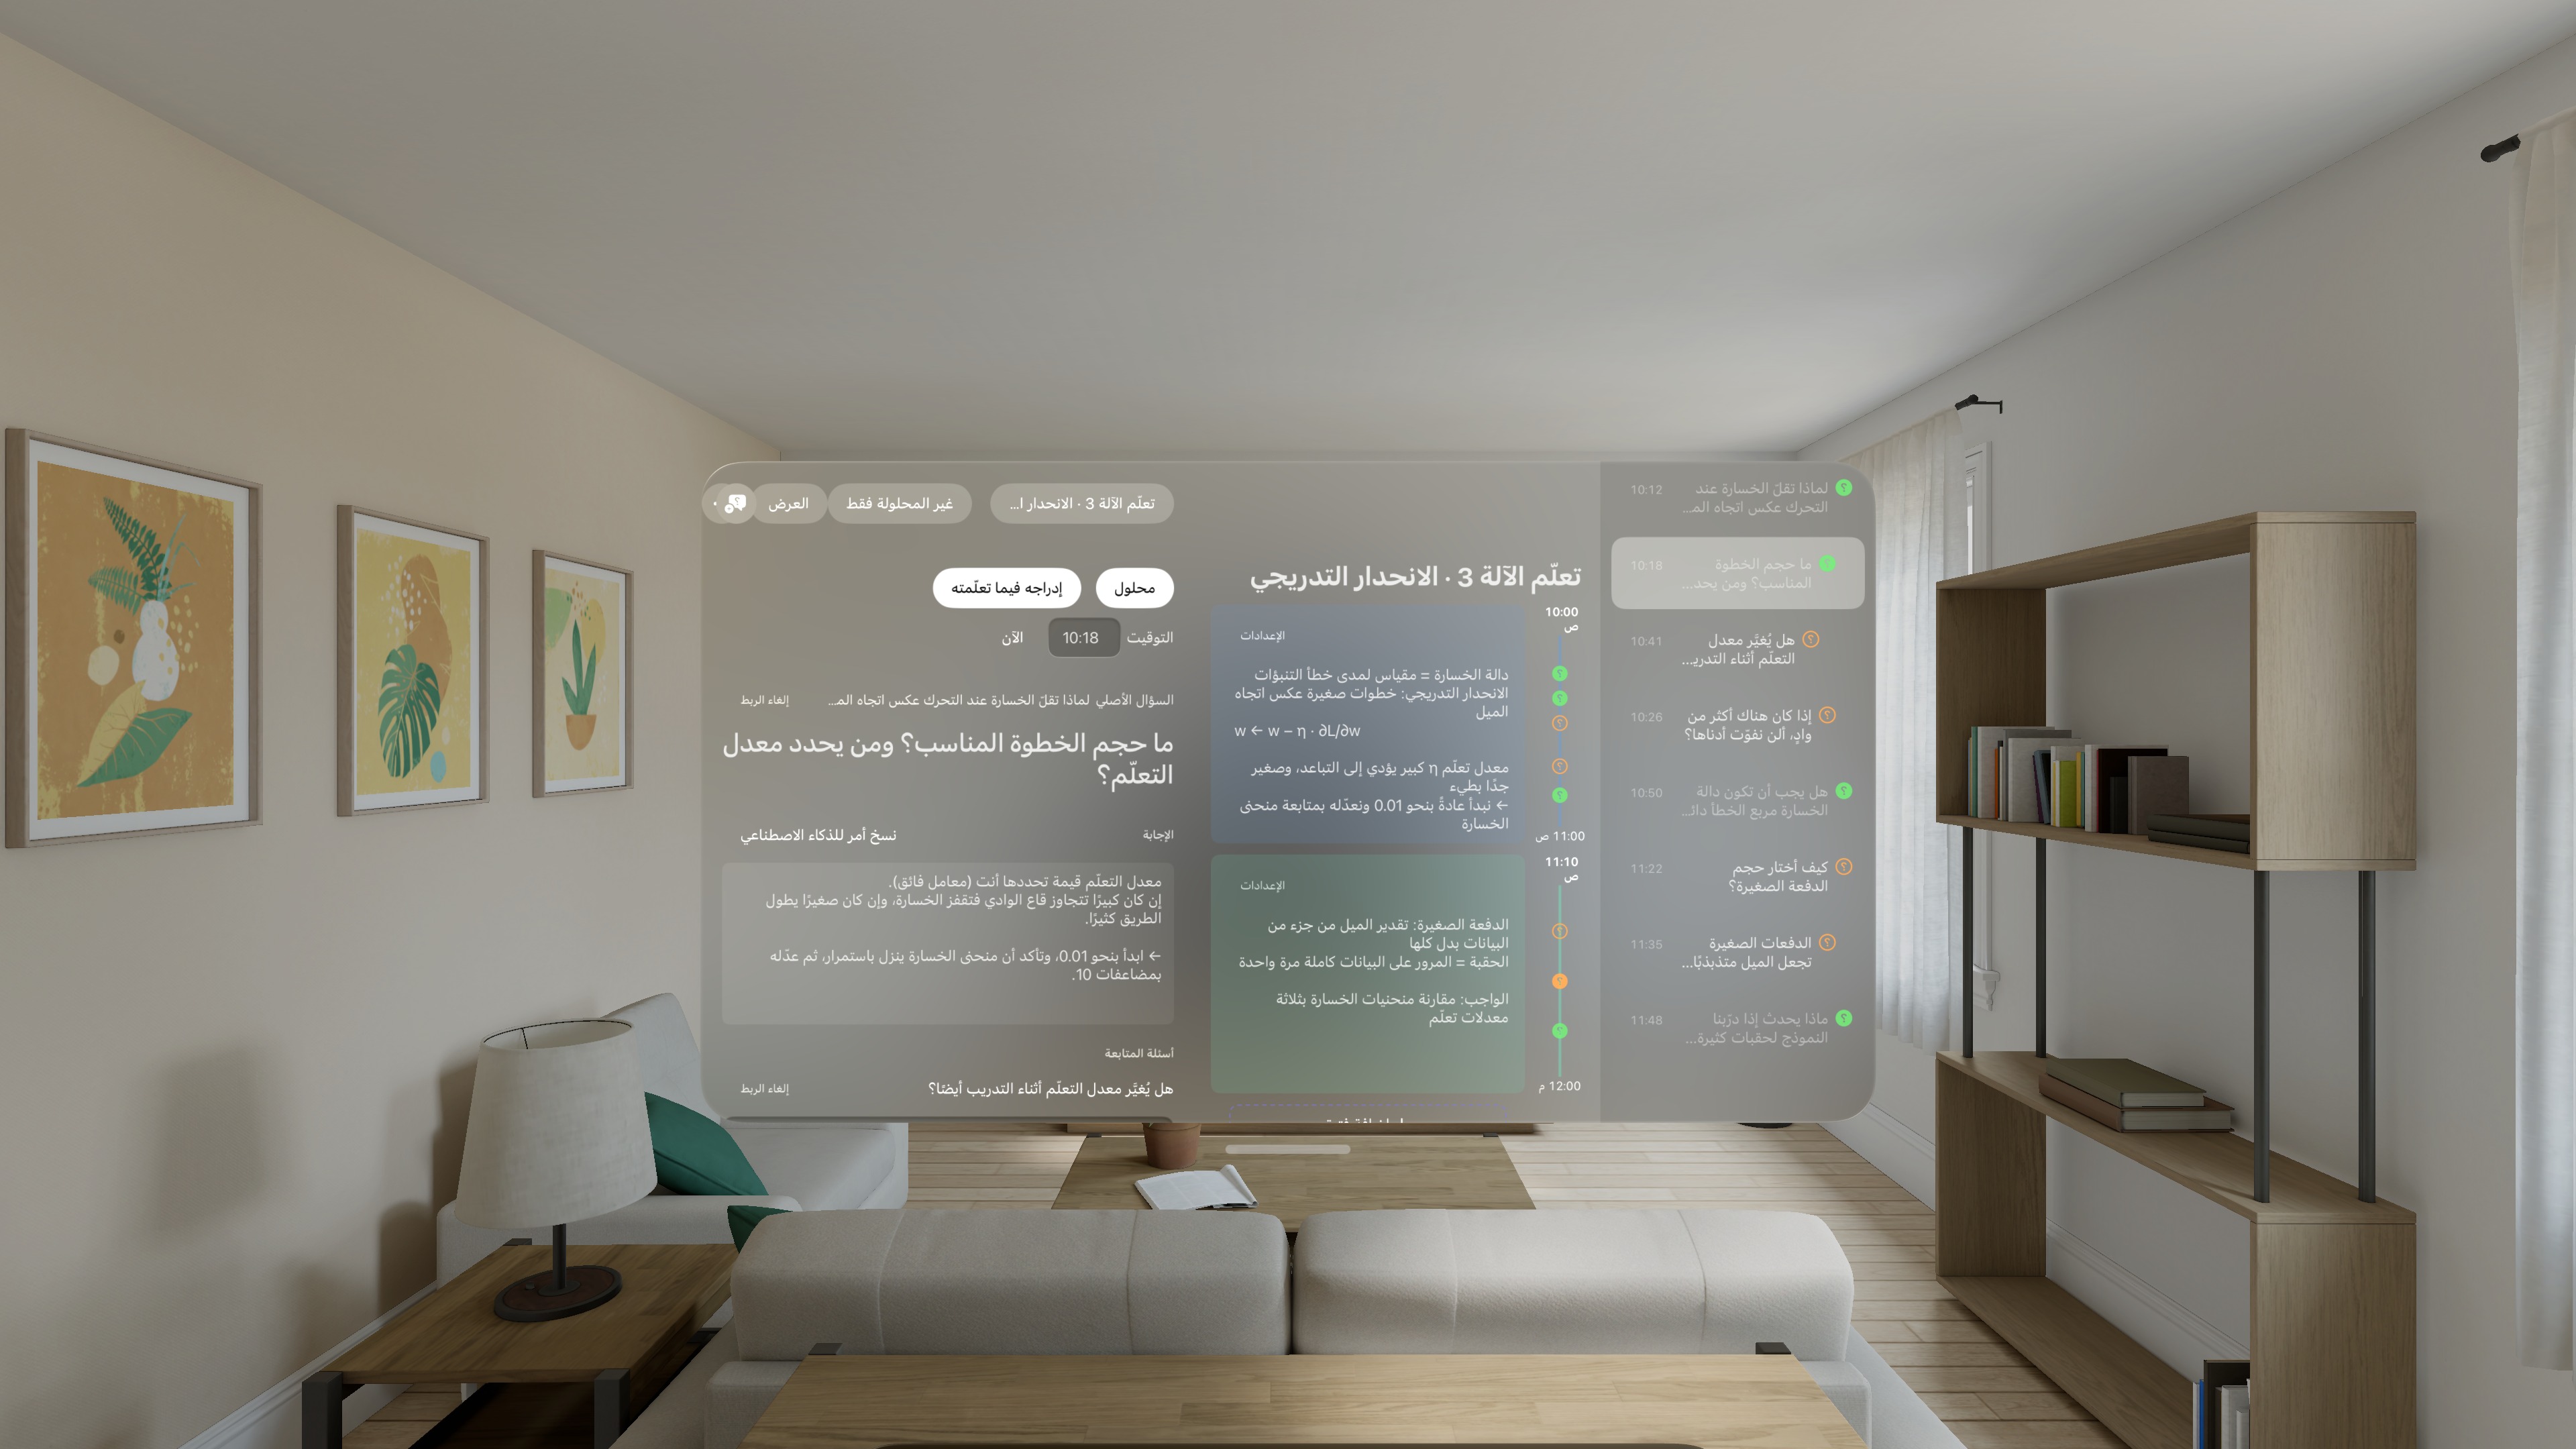 لماذا تقلّ الخسارة عند
التحرك عكس اتجاه الم...
10:12
ما حجم الخطوة
المناسب؟ ومن يحد...
10:18
هل يُغيَّر معدل
التعلّم أثناء التدريـ...
10:41
إذا كان هناك أكثر من
وادٍ، ألن نفوّت أدناها؟
10:26
هل يجب أن تكون دالة
الخسارة مربع الخطأ دائـ...
10:50
كيف أختار حجم
الدفعة الصغيرة؟
11:22
الدفعات الصغيرة
تجعل الميل متذبذبًا...
11:35
ماذا يحدث إذا درّبنا
النموذج لحقبات كثيرة...
11:48
تعلّم الآلة 3 · الانحدار التدريجي
10:00
ص
الإعدادات
دالة الخسارة = مقياس لمدى خطأ التنبؤات
الانحدار التدريجي: خطوات صغيرة عكس اتجاه
الميل
w ← w − η · ∂L/∂w
معدل تعلّم η كبير يؤدي إلى التباعد، وصغير
جدًا بطيء
← نبدأ عادةً بنحو 0.01 ونعدّله بمتابعة منحنى
الخسارة
11:00 ص
11:10
ص
الإعدادات
الدفعة الصغيرة: تقدير الميل من جزء من
البيانات بدل كلها
الحقبة = المرور على البيانات كاملة مرة واحدة
الواجب: مقارنة منحنيات الخسارة بثلاثة
معدلات تعلّم
12:00 م
تعلّم الآلة 3 · الانحدار ا...
غير المحلولة فقط
العرض
محلول
إدراجه فيما تعلّمته
التوقيت
10:18
الآن
السؤال الأصلي لماذا تقلّ الخسارة عند التحرك عكس اتجاه المـ...
إلغاء الربط
ما حجم الخطوة المناسب؟ ومن يحدد معدل
التعلّم؟
الإجابة
نسخ أمر للذكاء الاصطناعي
معدل التعلّم قيمة تحددها أنت (معامل فائق).
إن كان كبيرًا تتجاوز قاع الوادي فتقفز الخسارة، وإن كان صغيرًا يطول
الطريق كثيرًا.
← ابدأ بنحو 0.01، وتأكد أن منحنى الخسارة ينزل باستمرار، ثم عدّله
بمضاعفات 10.
أسئلة المتابعة
هل يُغيَّر معدل التعلّم أثناء التدريب أيضًا؟
إلغاء الربط